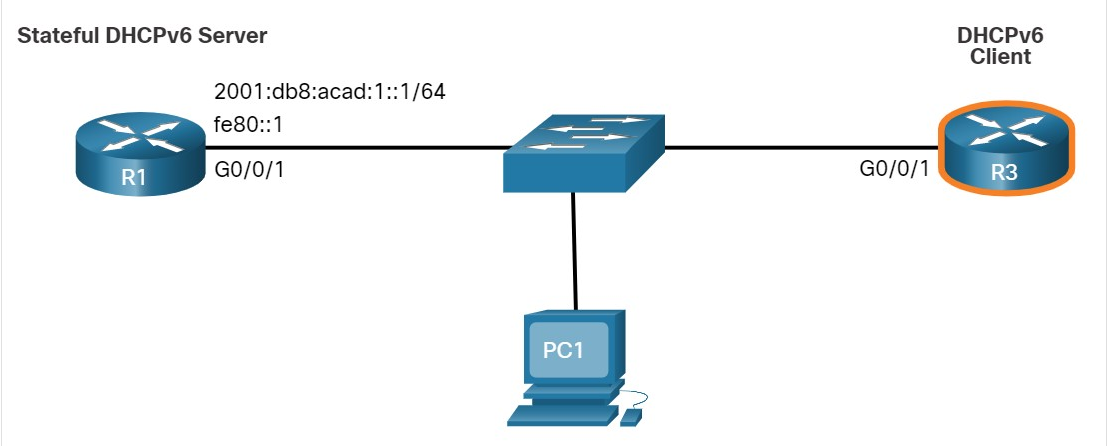 Stateful DHCPv6 Server
DHCPv6
Client
2001:db8:acad:1::1/64
fe80::1
G0/0/1
R1
G0/0/1
R3
PC1